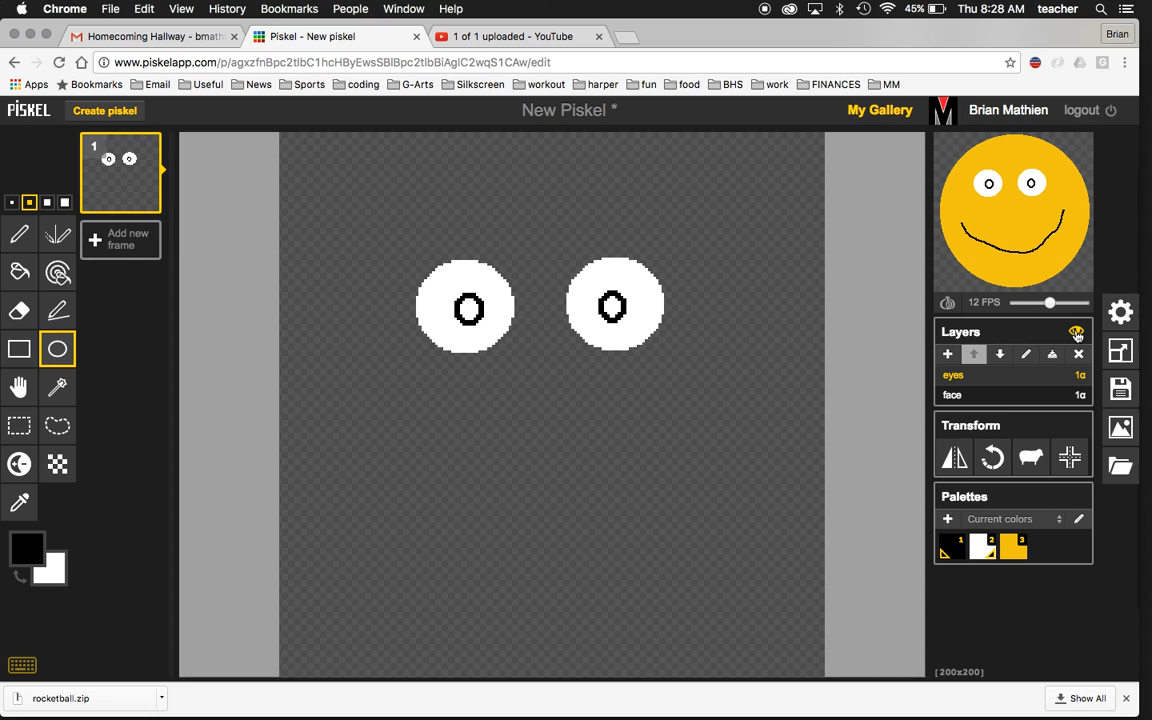 Chrome File Edit View History Bookmarks People Window Help 45% Thu 8:28 AM teacher
Homecoming Hallway - bmath × Piskel - New piskel × 1 of 1 uploaded - YouTube × Brian
www.piskelapp.com/p/agxzfnBpc2tlbC1hcHByEwsSBlBpc2tlbBiAgIC2wqS1CAw/edit
Apps Bookmarks Email Useful News Sports coding G-Arts Silkscreen workout harper fun food BHS work FINANCES MM
PISKEL Create piskel New Piskel * My Gallery Brian Mathien logout
1
Add new
frame
12 FPS
Layers
eyes 1α
face 1α
Transform
Palettes
Current colors
1 2 3
[200x200]
rocketball.zip Show All